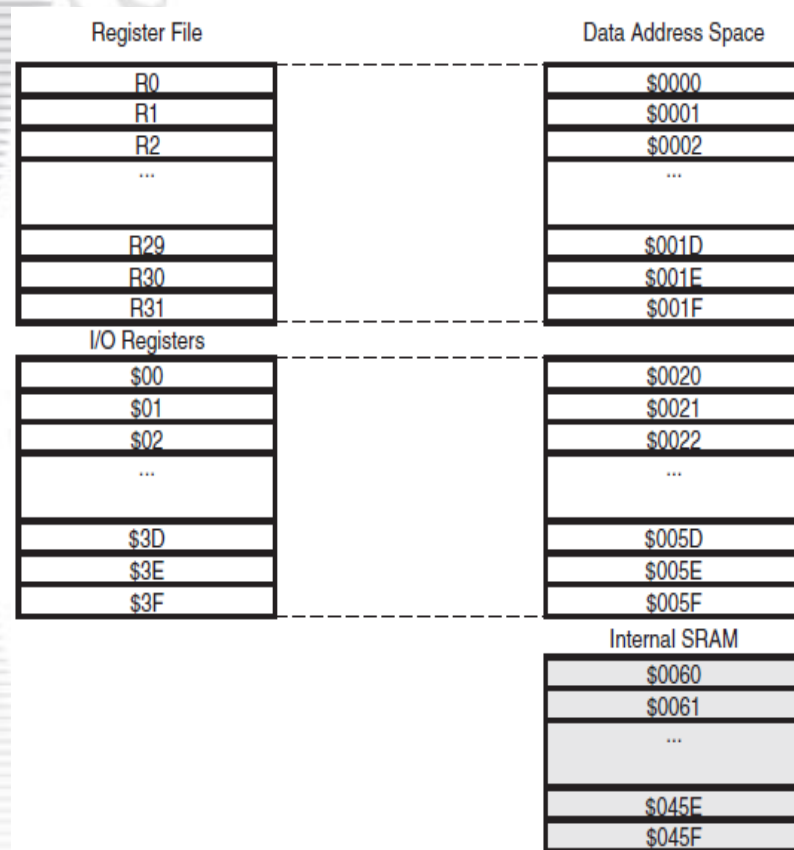 Register File Data Address Space
R0 $0000
R1 $0001
R2 $0002
... ...
R29 $001D
R30 $001E
R31 $001F
I/O Registers
$00 $0020
$01 $0021
$02 $0022
... ...
$3D $005D
$3E $005E
$3F $005F
Internal SRAM
$0060
$0061
...
$045E
$045F